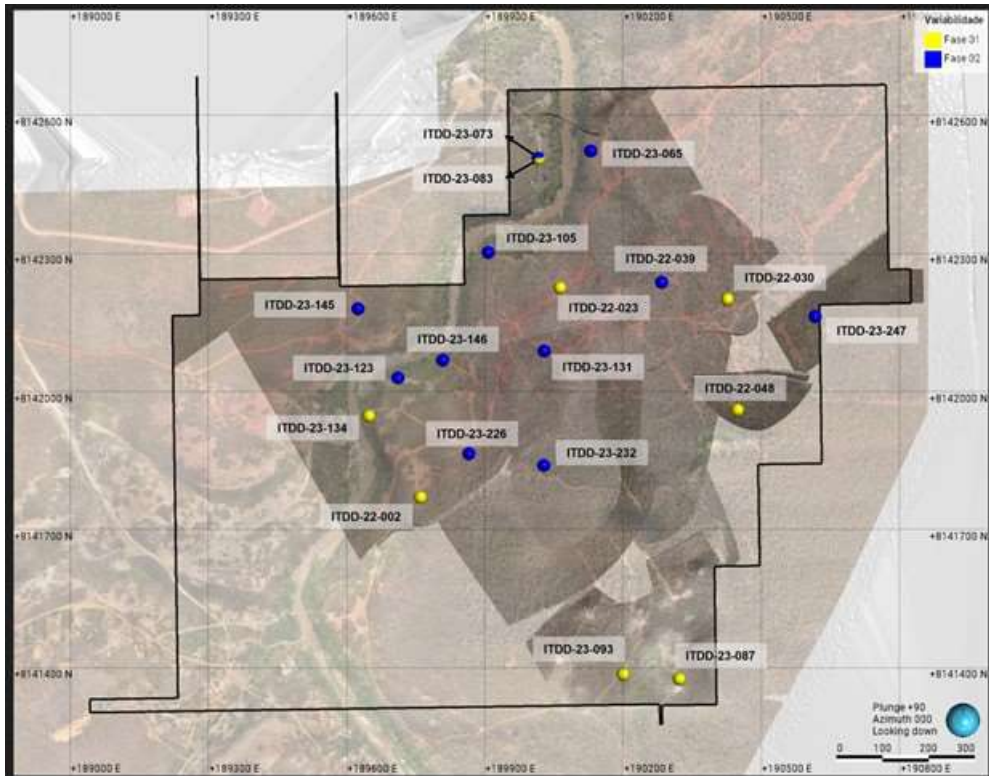 +189000 E
+189300 E
+189600 E
+189900 E
+190200 E
+190500 E
Variabilidade
Fase 01
Fase 02
+8142600 N
+8142600 N
ITDD-23-073
ITDD-23-065
ITDD-23-083
ITDD-23-105
ITDD-22-039
+8142300 N
+8142300 N
ITDD-22-030
ITDD-23-145
ITDD-22-023
ITDD-23-247
ITDD-23-146
ITDD-23-123
ITDD-23-131
ITDD-22-048
+8142000 N
+8142000 N
ITDD-23-134
ITDD-23-226
ITDD-23-232
ITDD-22-002
+8141700 N
+8141700 N
ITDD-23-093
ITDD-23-087
+8141400 N
+8141400 N
Plunge +90
Azimuth 000
Looking down
0 100 200 300
+189000 E
+189300 E
+189600 E
+189900 E
+190200 E
+190500 E
+190800 E